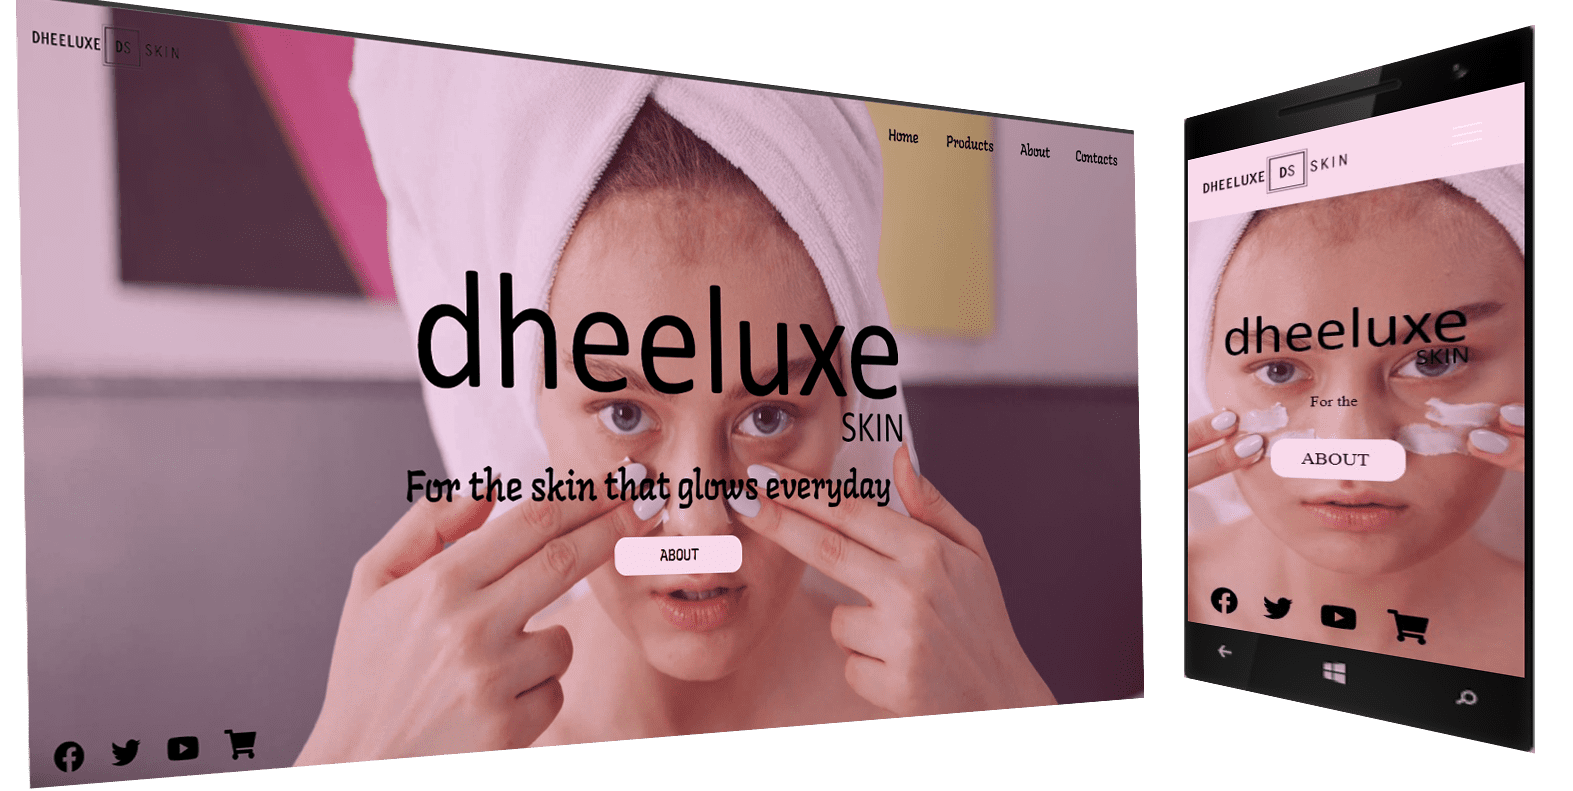 DHEELUXE DS SKIN
Home Products About Contacts
dheeluxe
SKIN
For the skin that glows everyday
ABOUT
DHEELUXE DS SKIN
dheeluxe
SKIN
For the
ABOUT